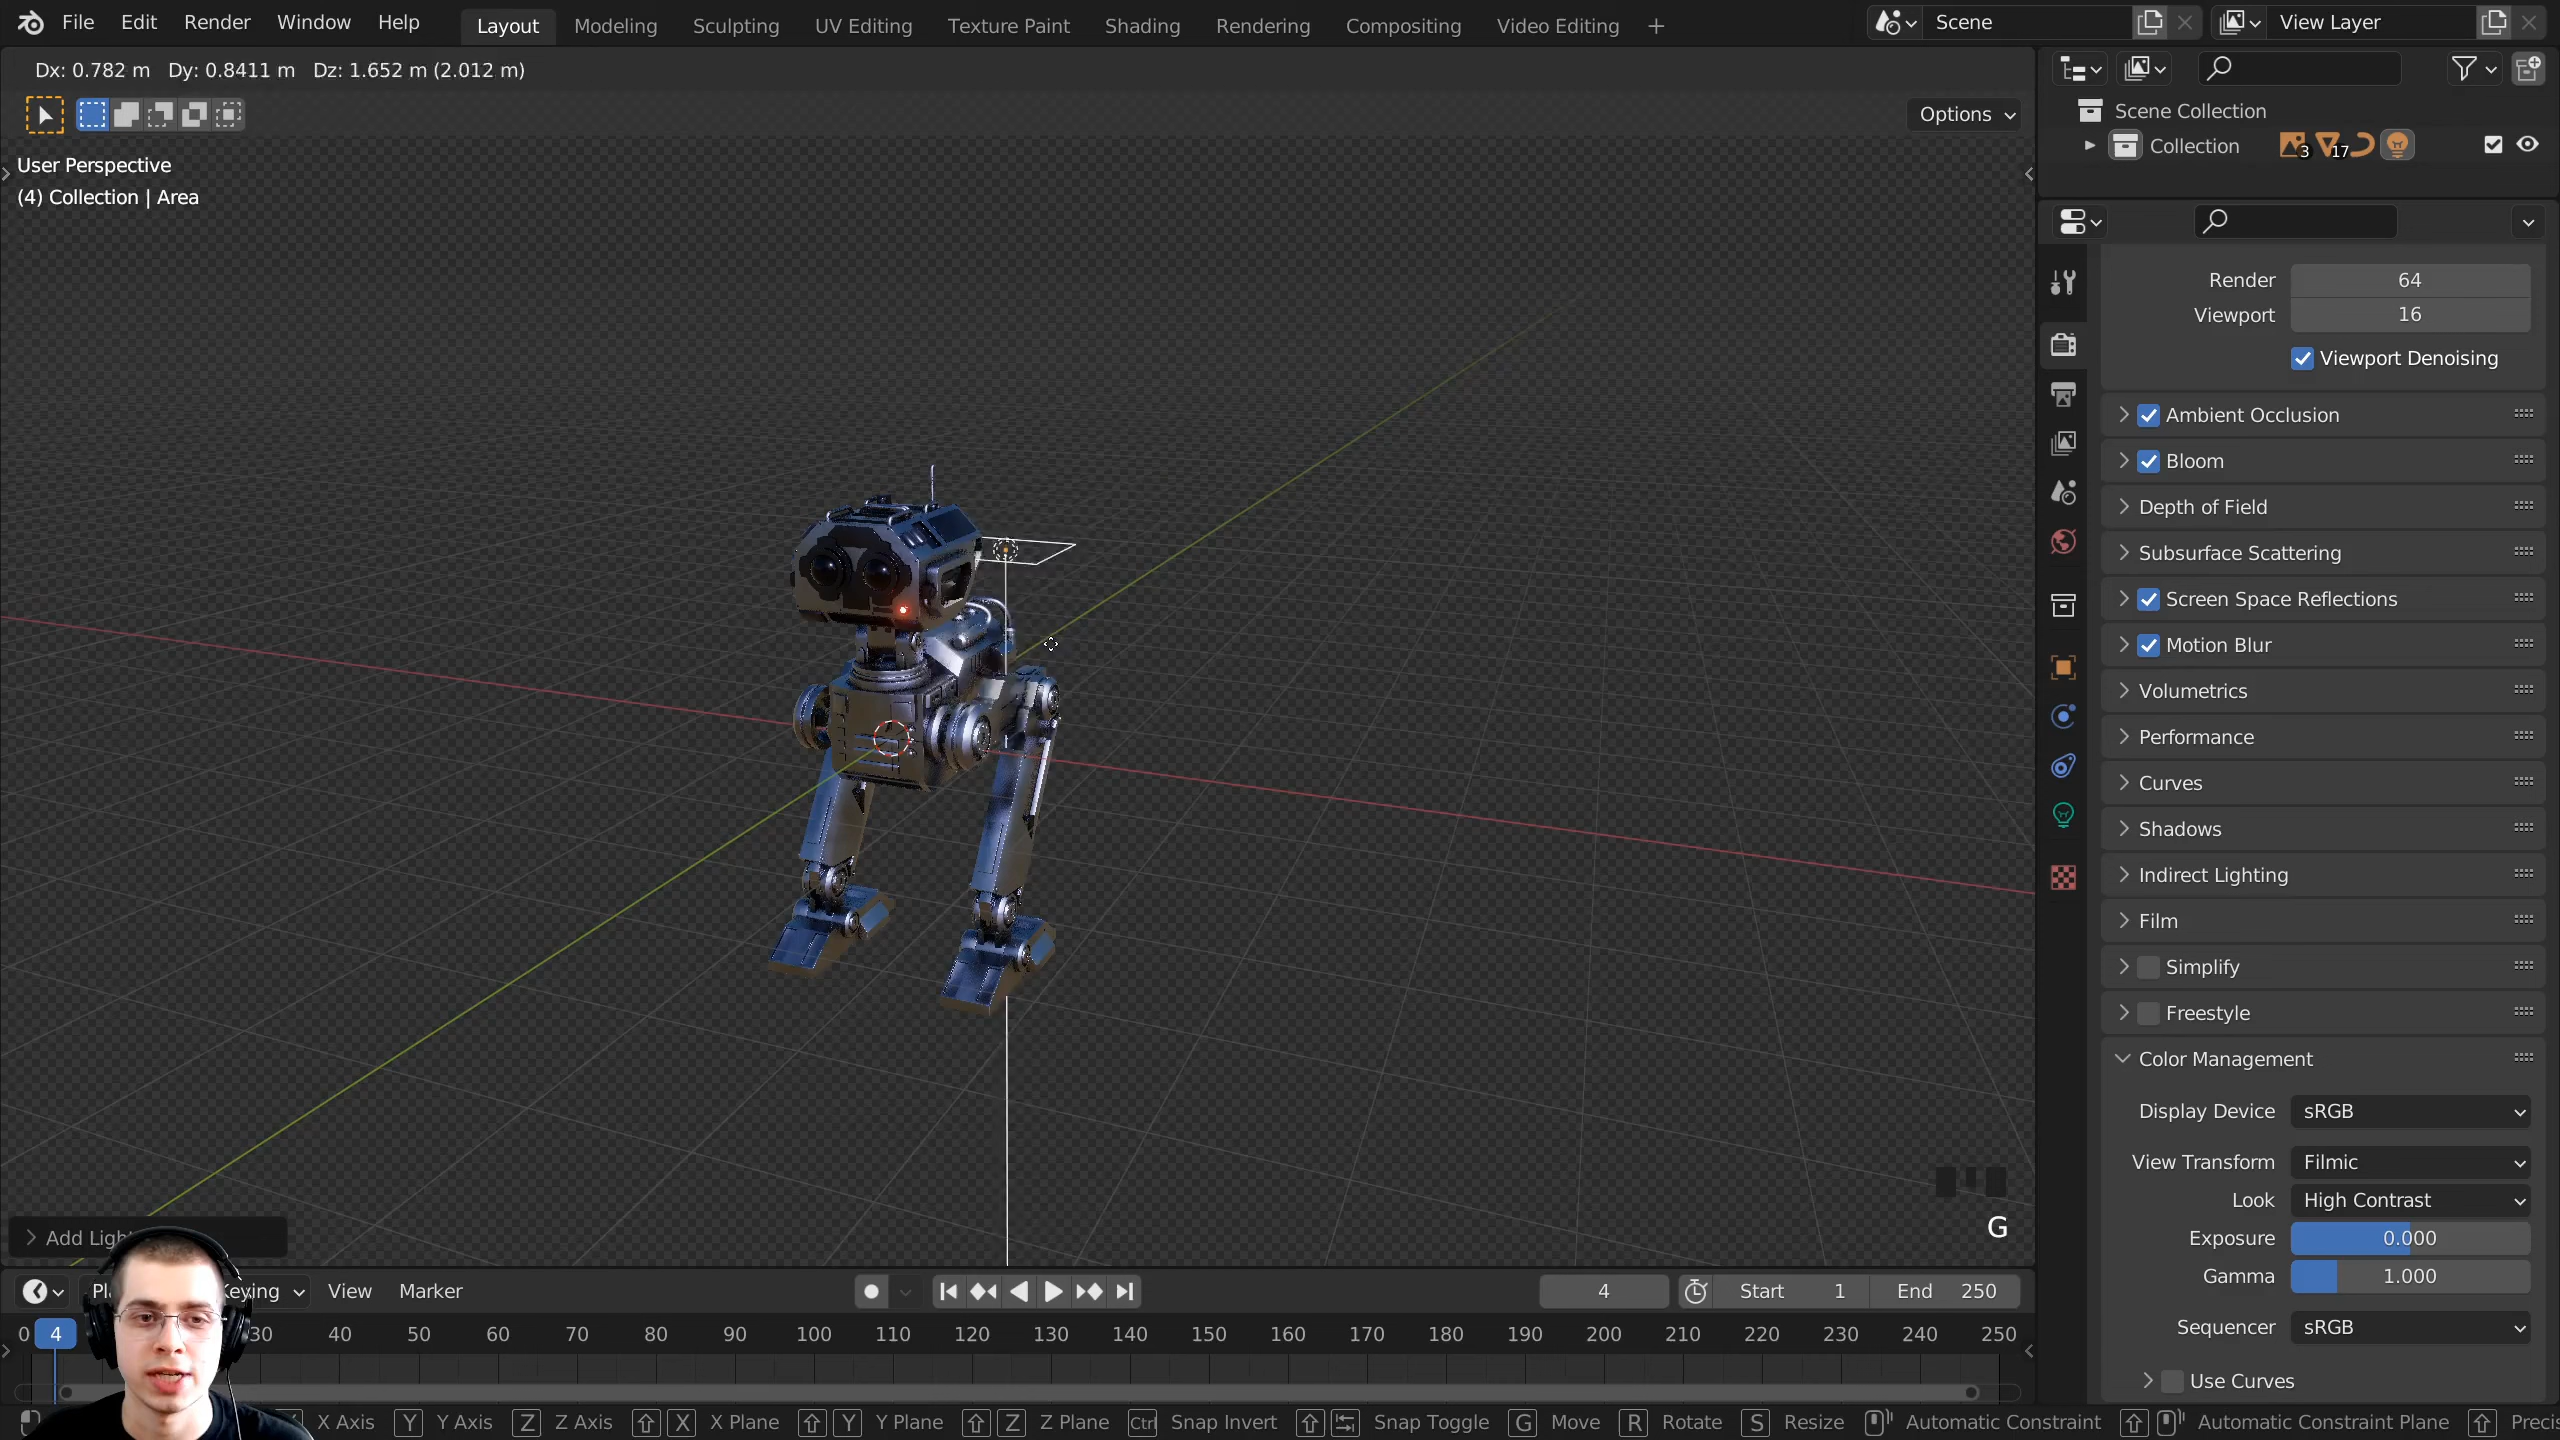 File Edit Render Window Help Layout Modeling Sculpting UV Editing Texture Paint Shading Rendering Compositing Video Editing + Scene View Layer
Dx: 0.782 m Dy: 0.8411 m Dz: 1.652 m (2.012 m)
Options
User Perspective
(4) Collection | Area
Scene Collection
Collection 3 17
Render 64
Viewport 16
Viewport Denoising
Ambient Occlusion
Bloom
Depth of Field
Subsurface Scattering
Screen Space Reflections
Motion Blur
Volumetrics
Performance
Curves
Shadows
Indirect Lighting
Film
Simplify
Freestyle
Color Management
Display Device sRGB
View Transform Filmic
Look High Contrast
Exposure 0.000
Gamma 1.000
Sequencer sRGB
Use Curves
G
Add
View Marker 4 Start 1 End 250
0 4 30 40 50 60 70 80 90 100 110 120 130 140 150 160 170 180 190 200 210 220 230 240 250
X Axis Y Y Axis Z Z Axis X X Plane Y Y Plane Z Z Plane Ctrl Snap Invert Snap Toggle G Move R Rotate S Resize Automatic Constraint Automatic Constraint Plane